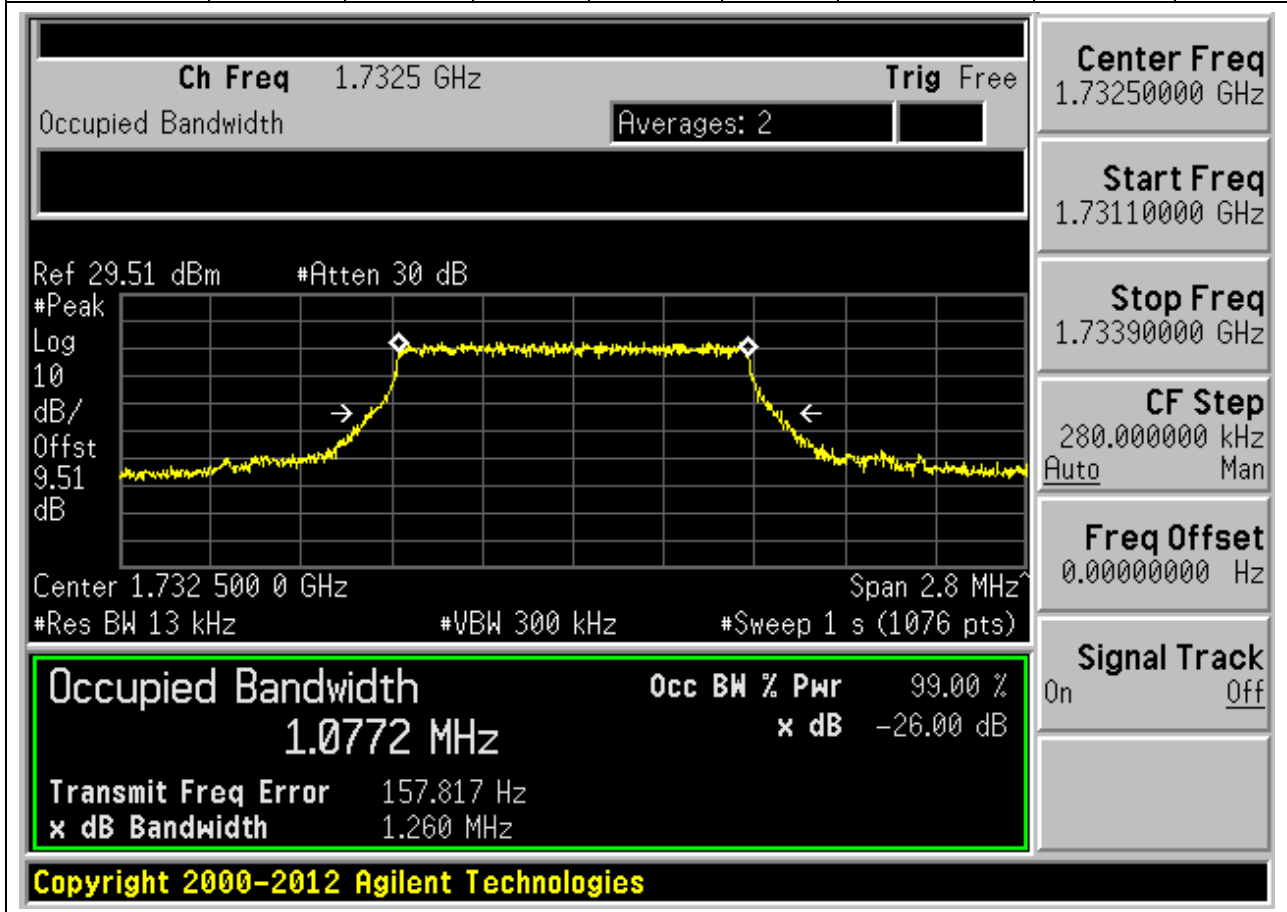 Ch Freq 1.7325 GHz Trig Free
Occupied Bandwidth Averages: 2
Ref 29.51 dBm #Atten 30 dB
#Peak
Log
10
dB/
Offst
9.51
dB
Center 1.732 500 0 GHz Span 2.8 MHz^
#Res BW 13 kHz #VBW 300 kHz #Sweep 1 s (1076 pts)
Occupied Bandwidth Occ BW % Pwr 99.00 %
1.0772 MHz x dB -26.00 dB
Transmit Freq Error 157.817 Hz
x dB Bandwidth 1.260 MHz
Copyright 2000-2012 Agilent Technologies
Center Freq
1.73250000 GHz
Start Freq
1.73110000 GHz
Stop Freq
1.73390000 GHz
CF Step
280.000000 kHz
Auto Man
Freq Offset
0.00000000 Hz
Signal Track
On Off